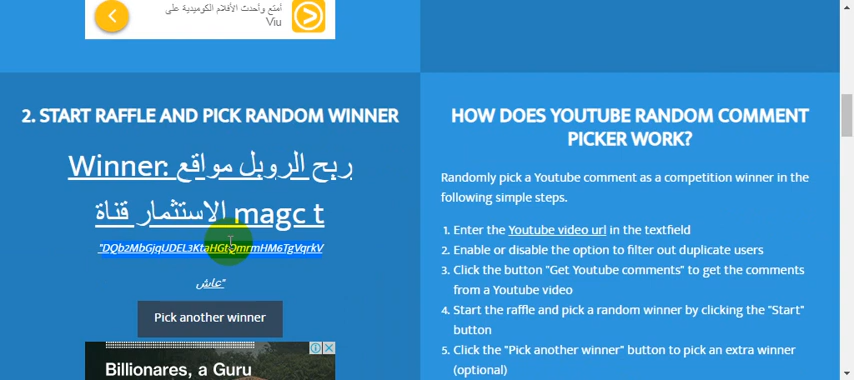 أمتع وأحدث الأفلام الكوميدية على
Viu
2. START RAFFLE AND PICK RANDOM WINNER
Winner: ربح الروبل مواقع
الاستثمار قناة magc t
"DQb2MbGjqUDEL3KtaHGtQmrmHM6TgVqrkV
عاش"
Pick another winner
Billionares, a Guru
HOW DOES YOUTUBE RANDOM COMMENT
PICKER WORK?
Randomly pick a Youtube comment as a competition winner in the
following simple steps.
1. Enter the Youtube video url in the textfield
2. Enable or disable the option to filter out duplicate users
3. Click the button "Get Youtube comments" to get the comments
from a Youtube video
4. Start the raffle and pick a random winner by clicking the "Start"
button
5. Click the "Pick another winner" button to pick an extra winner
(optional)